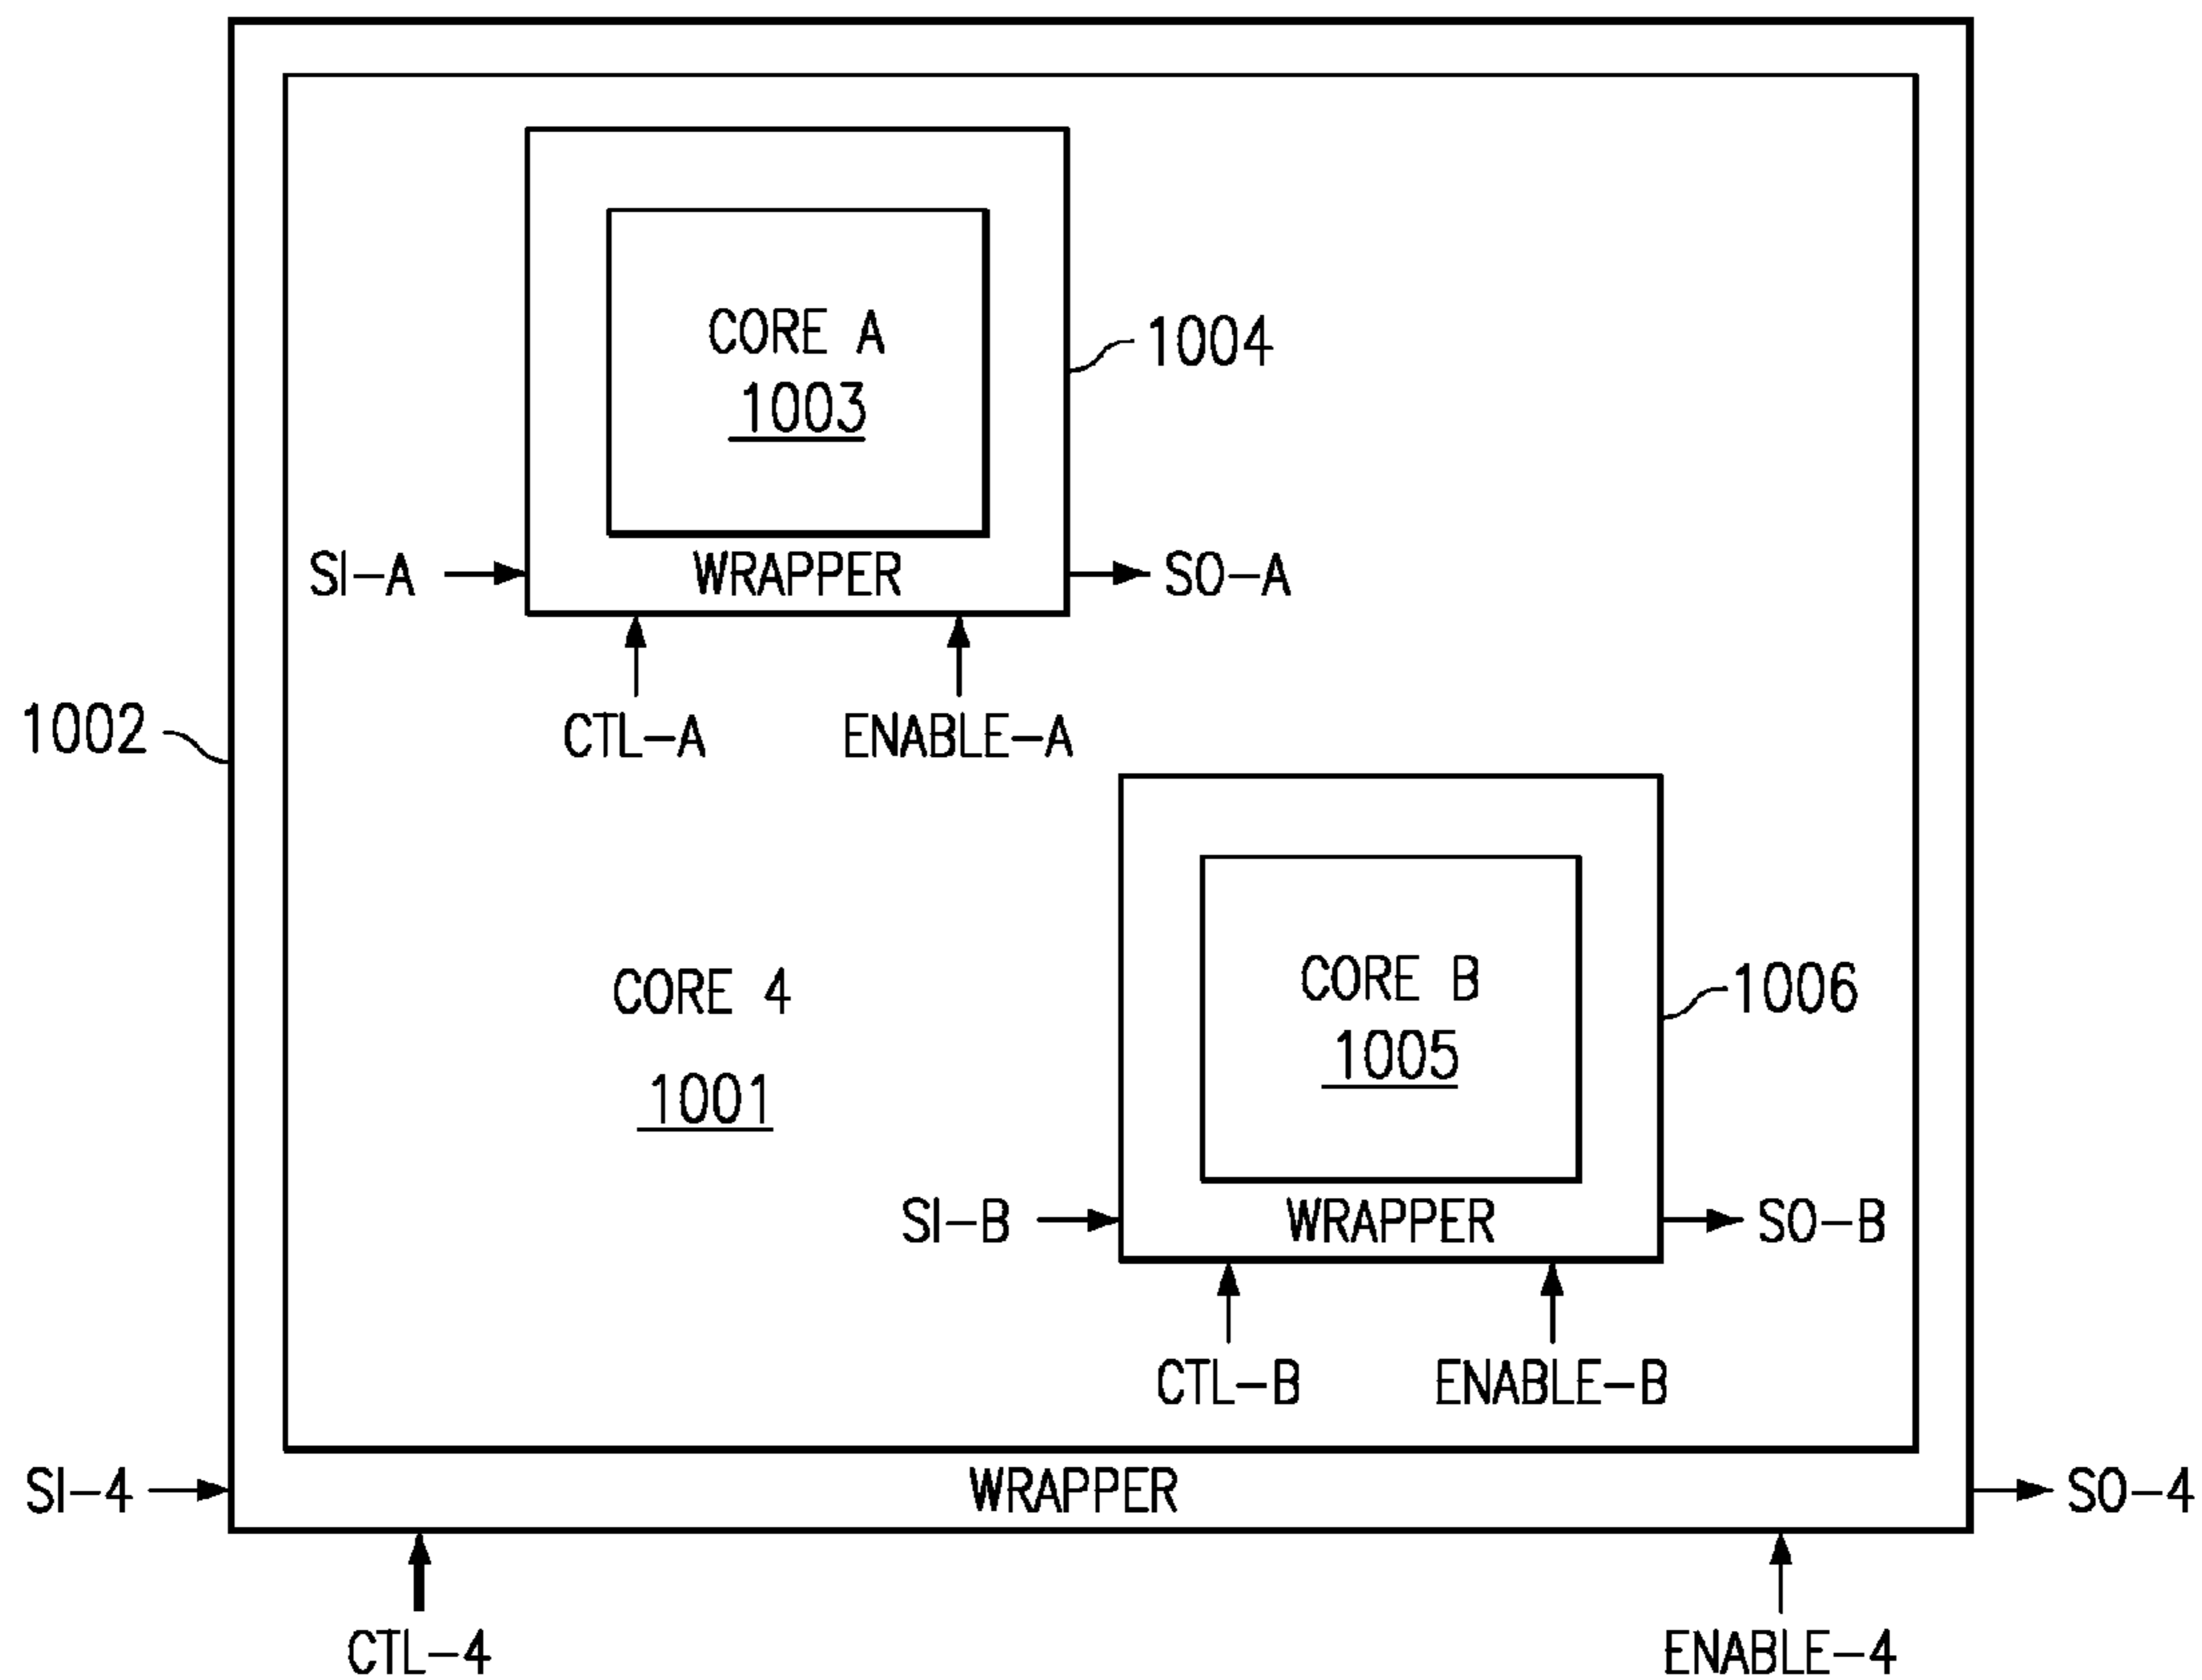 CORE A
1004
1003
SI-A
WRAPPER
SO-A
1002
CTL-A
ENABLE-A
CORE 4
CORE B
1006
1005
1001
SI-B
WRAPPER
SO-B
CTL-B
ENABLE-B
SI-4
WRAPPER
SO-4
CTL-4
ENABLE-4